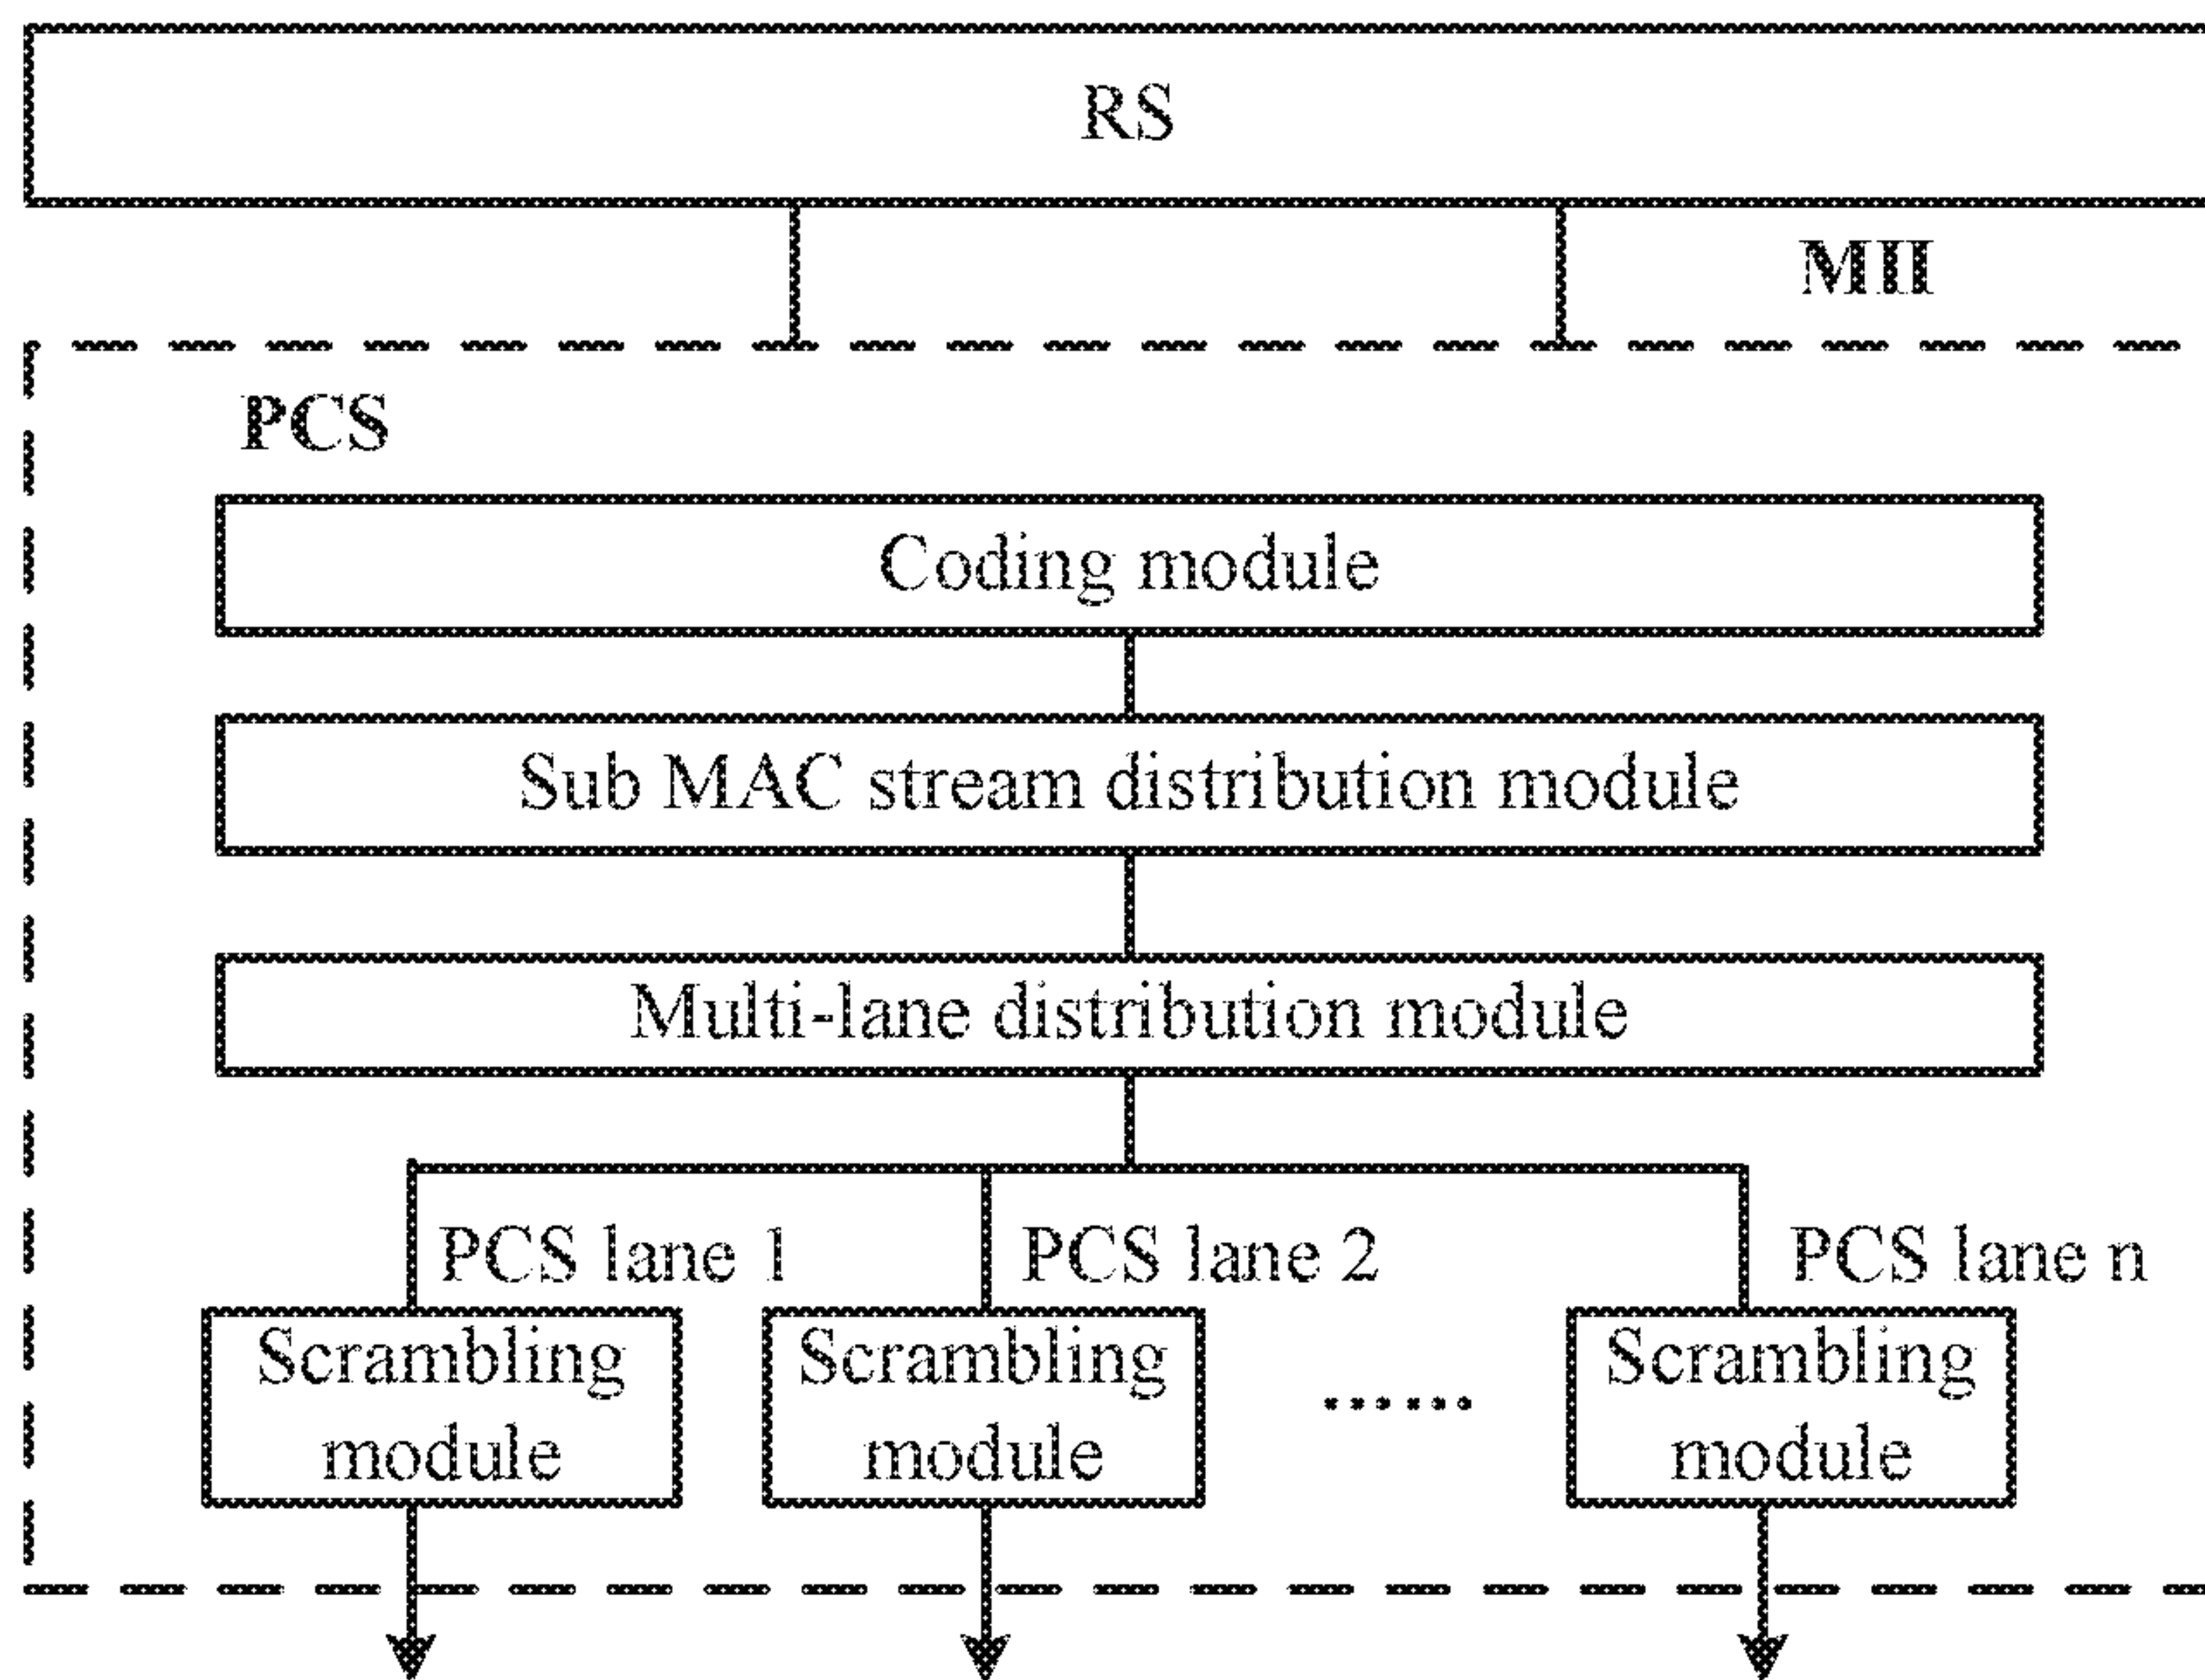 RS
MII
PCS
Coding module
Sub MAC stream distribution module
Multi-lane distribution module
PCS lane 1
PCS lane 2
PCS lane n
Scrambling
module
Scrambling
module
......
Scrambling
module